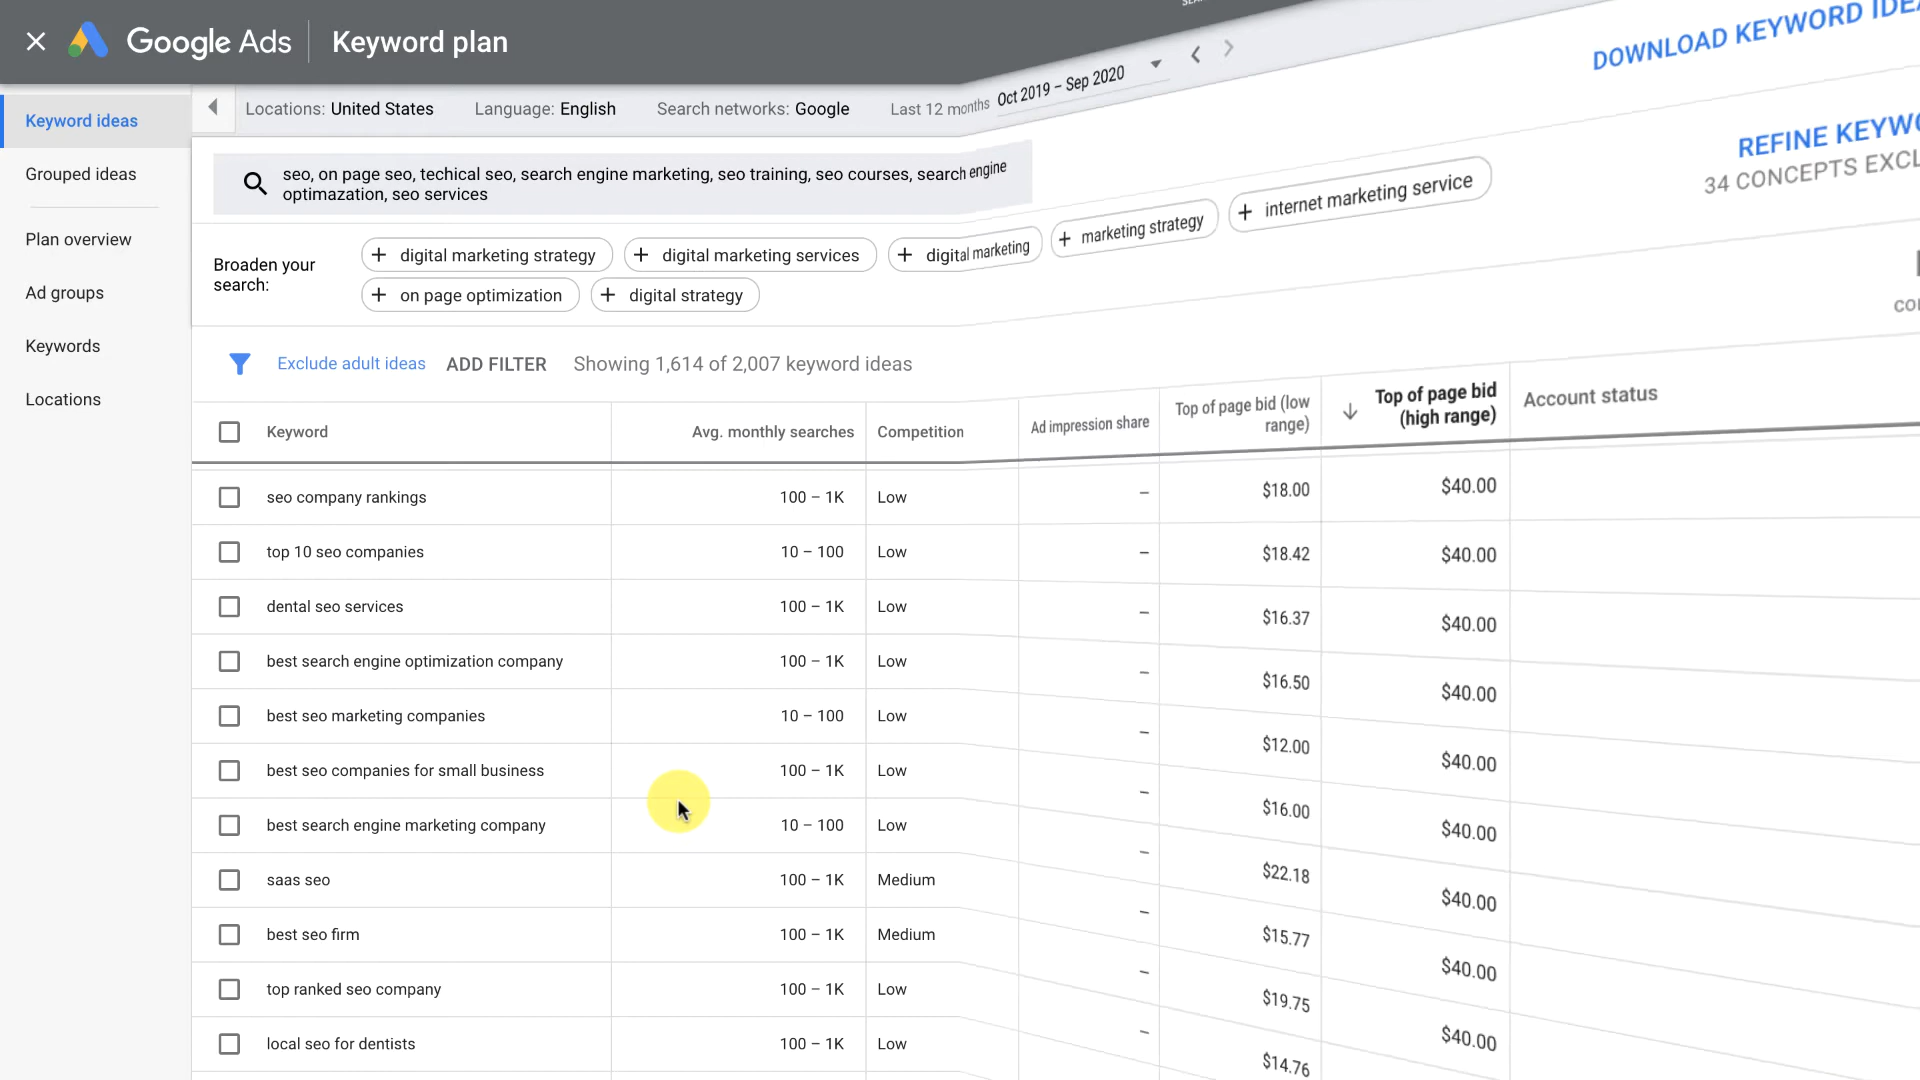 Google Ads
Keyword plan
Locations: United States
Language: English
Search networks: Google
Last 12 months
Oct 2019 – Sep 2020
DOWNLOAD KEYWORD
Keyword ideas
Grouped ideas
Plan overview
Ad groups
Keywords
Locations
seo, on page seo, techical seo, search engine marketing, seo training, seo courses, search engine
optimazation, seo services
REFINE
34 CONCEPTS
Broaden your
search:
+ digital marketing strategy
+ digital marketing services
+ digital marketing
+ marketing strategy
+ internet marketing service
+ on page optimization
+ digital strategy
Exclude adult ideas
ADD FILTER
Showing 1,614 of 2,007 keyword ideas
Keyword
Avg. monthly searches
Competition
Ad impression share
Top of page bid (low
range)
Top of page bid
(high range)
Account status
seo company rankings 100 – 1K Low – $18.00 $40.00
top 10 seo companies 10 – 100 Low – $18.42 $40.00
dental seo services 100 – 1K Low – $16.37 $40.00
best search engine optimization company 100 – 1K Low – $16.50 $40.00
best seo marketing companies 10 – 100 Low – $12.00 $40.00
best seo companies for small business 100 – 1K Low – $16.00 $40.00
best search engine marketing company 10 – 100 Low – $22.18 $40.00
saas seo 100 – 1K Medium – $15.77 $40.00
best seo firm 100 – 1K Medium – $19.75 $40.00
top ranked seo company 100 – 1K Low – $14.76
local seo for dentists 100 – 1K Low